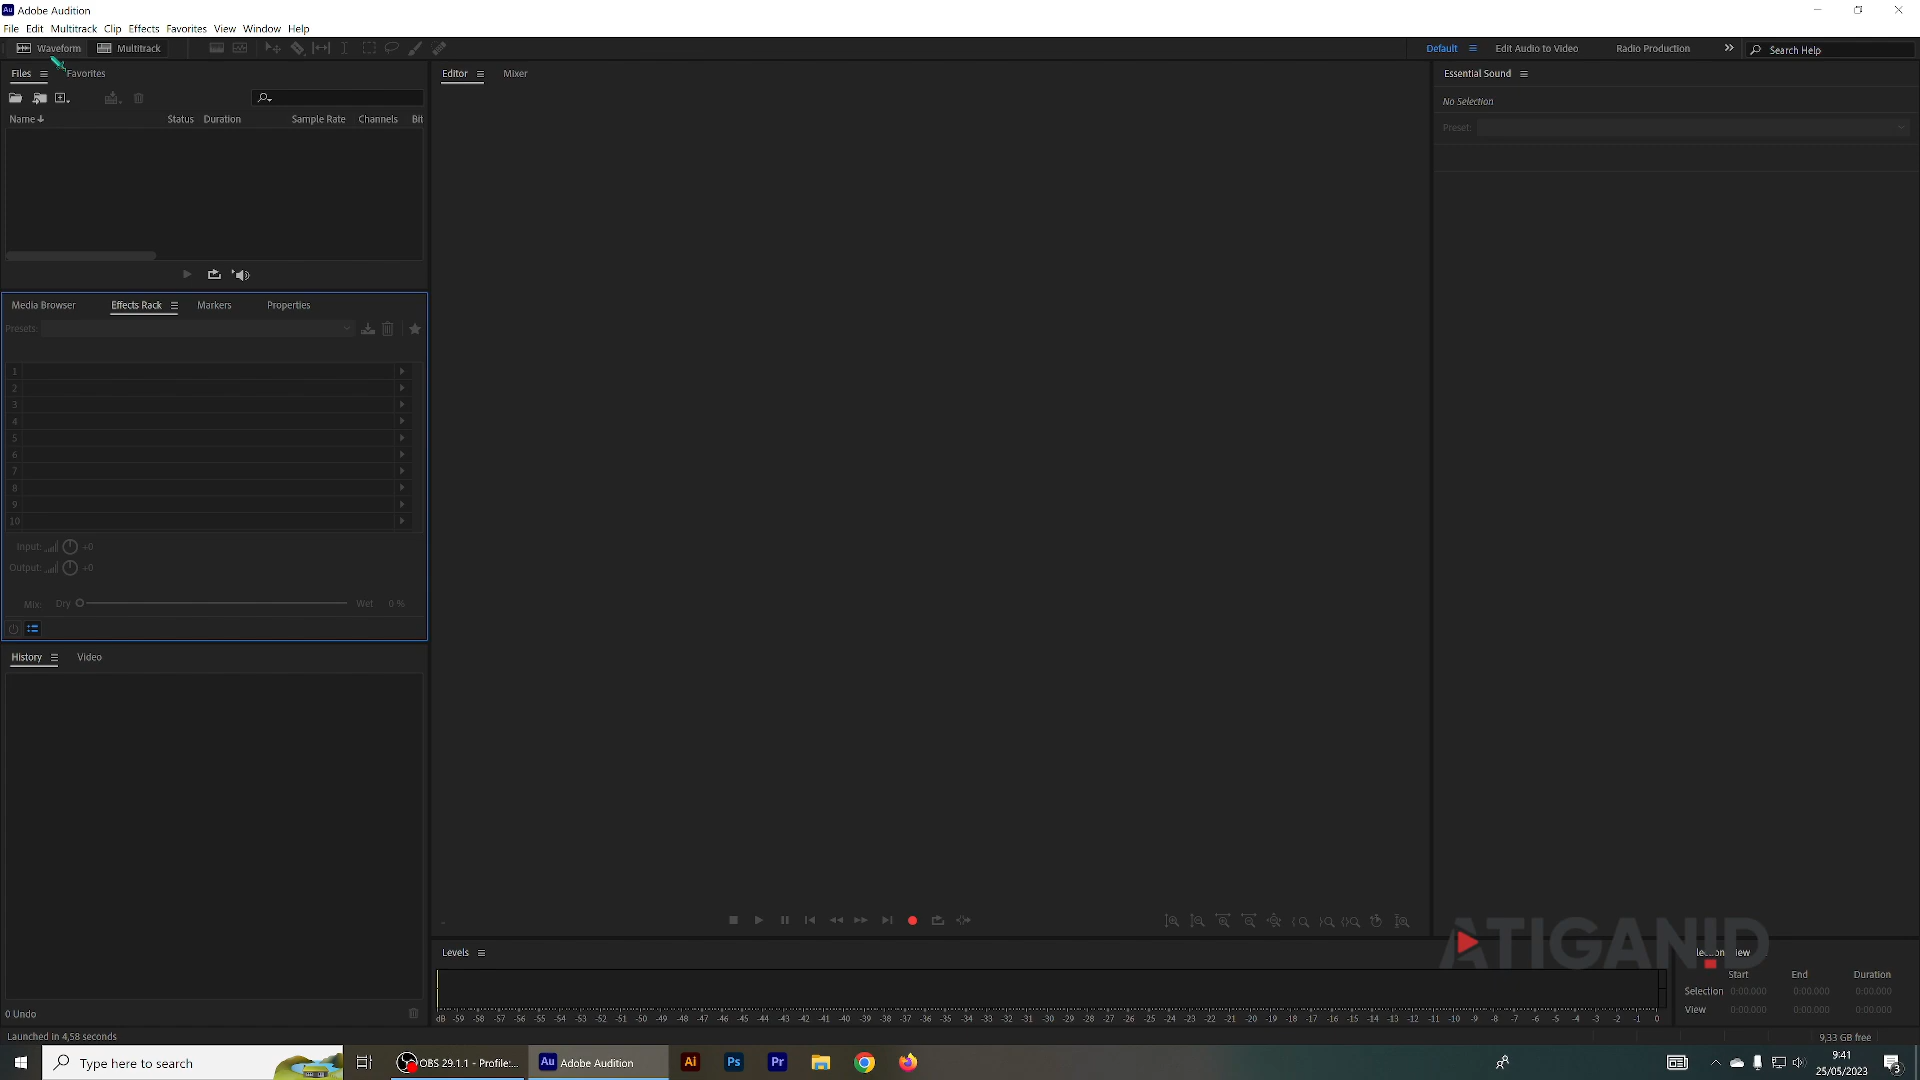 Adobe Audition
File Edit Multitrack Clip Effects Favorites View Window Help
Waveform Multitrack Default Edit Audio to Video Radio Production Search Help
Files Favorites Editor Mixer Essential Sound
No Selection
Name Status Duration Sample Rate Channels Bit
Preset:
Media Browser Effects Rack Markers Properties
Presets:
1
2
3
4
5
6
7
8
9
10
Input: +0
Output: +0
Mix: Dry Wet 0 %
History Video
Levels
Start End Duration
Selection 0:00.000 0:00.000 0:00.000
View 0:00.000 0:00.000 0:00.000
ATIGANID
0 Undo
dB -59 -58 -57 -56 -55 -54 -53 -52 -51 -50 -49 -48 -47 -46 -45 -44 -43 -42 -41 -40 -39 -38 -37 -36 -35 -34 -33 -32 -31 -30 -29 -28 -27 -26 -25 -24 -23 -22 -21 -20 -19 -18 -17 -16 -15 -14 -13 -12 -11 -10 -9 -8 -7 -6 -5 -4 -3 -2 -1 0
Launched in 4,58 seconds 9,33 GB free
Type here to search OBS 29.1.1 - Profile:... Adobe Audition 9:41
25/05/2023